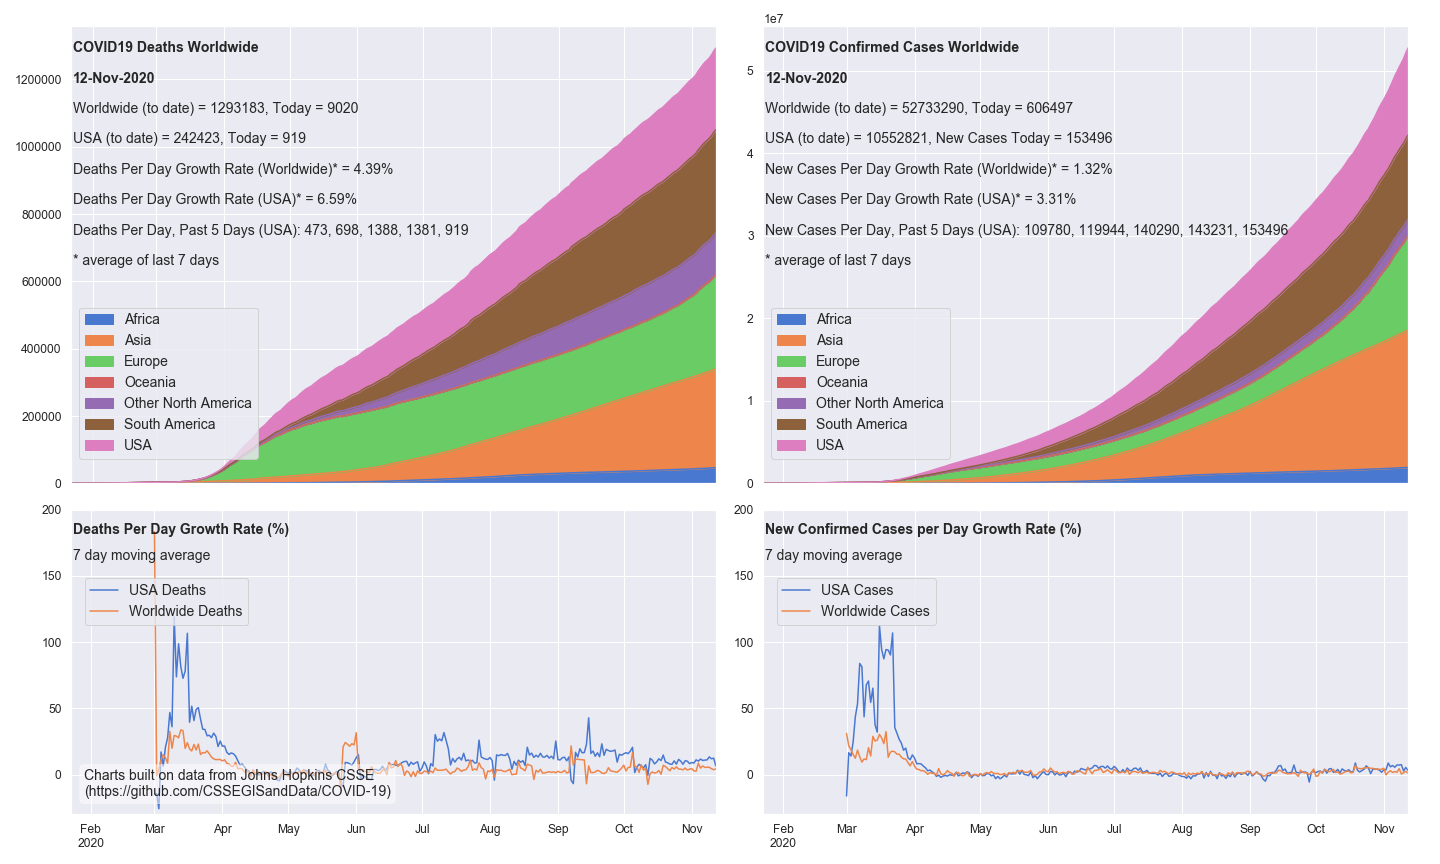 COVID19 Deaths Worldwide
12-Nov-2020
Worldwide (to date) = 1293183, Today = 9020
USA (to date) = 242423, Today = 919
Deaths Per Day Growth Rate (Worldwide)* = 4.39%
Deaths Per Day Growth Rate (USA)* = 6.59%
Deaths Per Day, Past 5 Days (USA): 473, 698, 1388, 1381, 919
* average of last 7 days
1200000
1000000
800000
600000
400000
200000
0
Africa
Asia
Europe
Oceania
Other North America
South America
USA
1e7
COVID19 Confirmed Cases Worldwide
12-Nov-2020
Worldwide (to date) = 52733290, Today = 606497
USA (to date) = 10552821, New Cases Today = 153496
New Cases Per Day Growth Rate (Worldwide)* = 1.32%
New Cases Per Day Growth Rate (USA)* = 3.31%
New Cases Per Day, Past 5 Days (USA): 109780, 119944, 140290, 143231, 153496
* average of last 7 days
5
4
3
2
1
0
Africa
Asia
Europe
Oceania
Other North America
South America
USA
Deaths Per Day Growth Rate (%)
7 day moving average
USA Deaths
Worldwide Deaths
200
150
100
50
0
Charts built on data from Johns Hopkins CSSE
(https://github.com/CSSEGISandData/COVID-19)
Feb Mar Apr May Jun Jul Aug Sep Oct Nov
2020
New Confirmed Cases per Day Growth Rate (%)
7 day moving average
USA Cases
Worldwide Cases
200
150
100
50
0
Feb Mar Apr May Jun Jul Aug Sep Oct Nov
2020